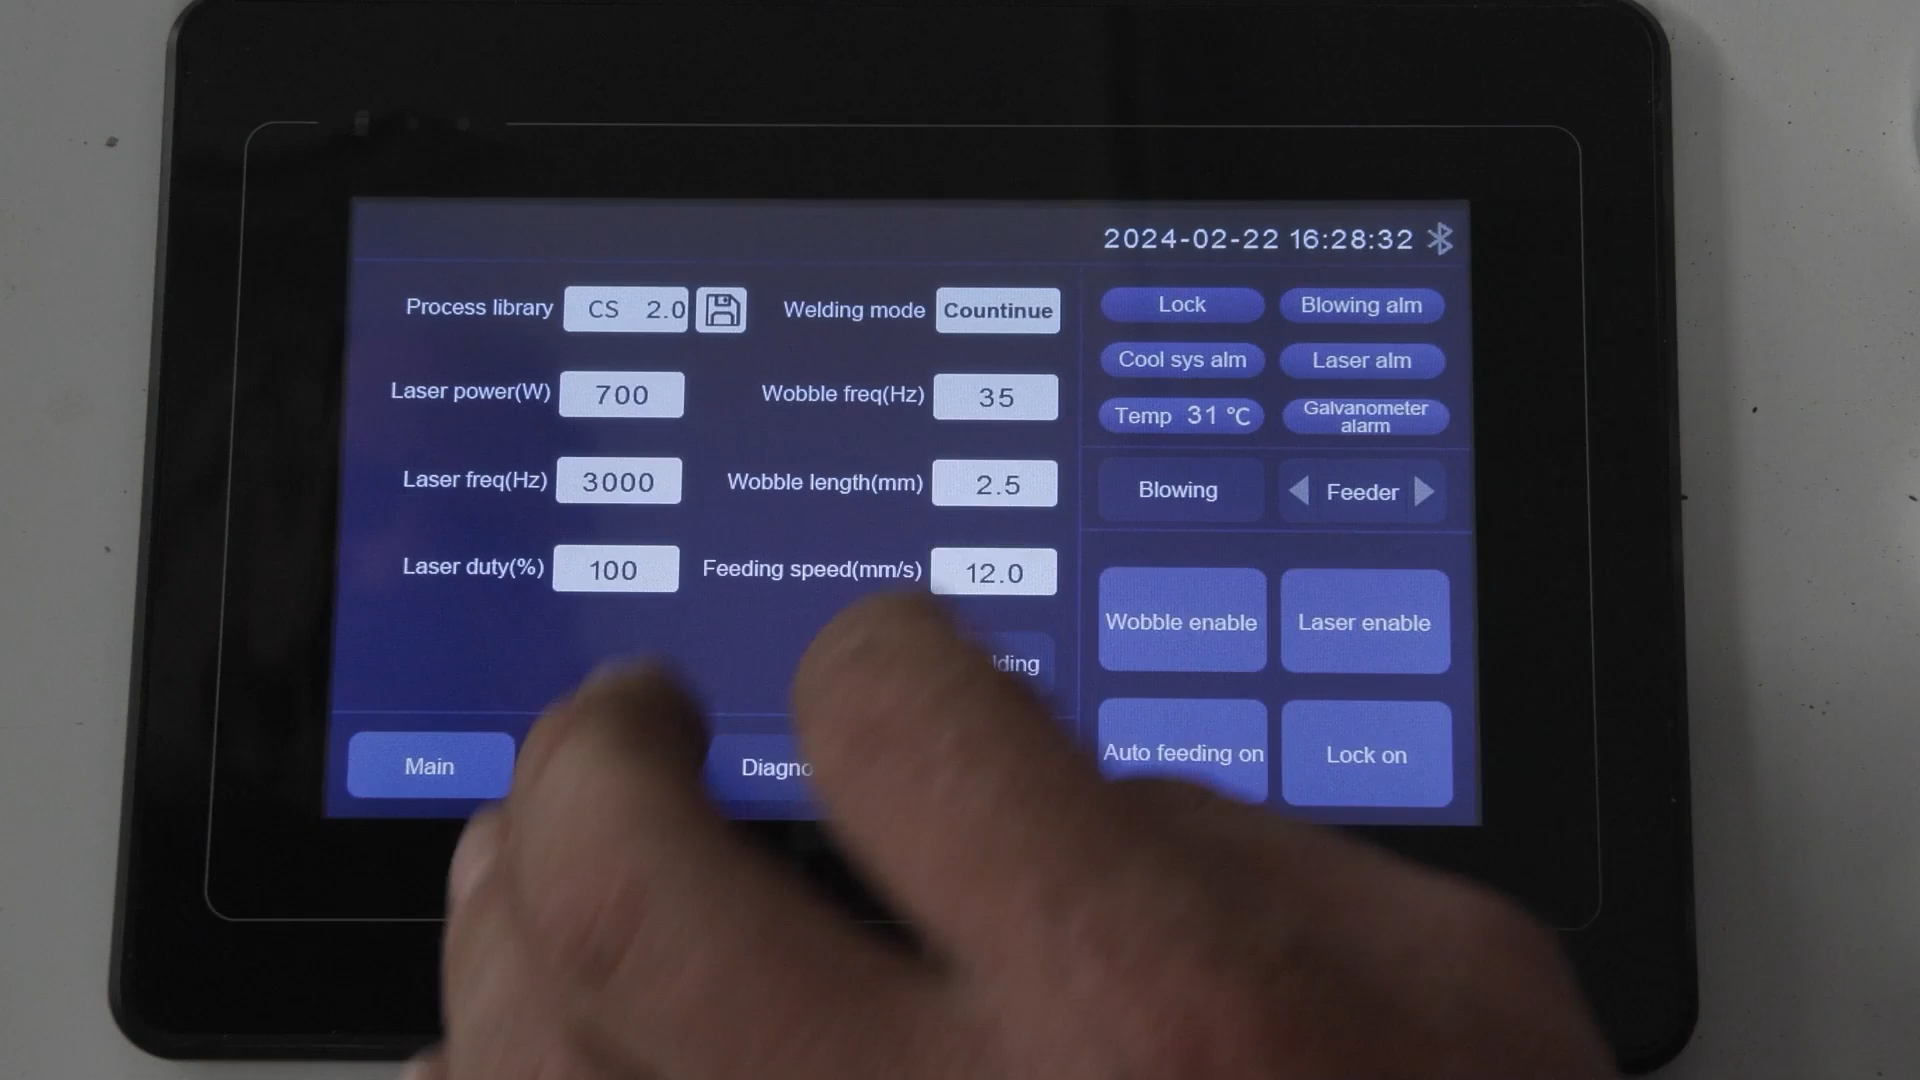 2024-02-22 16:28:32
Process library CS 2.0
Welding mode Countinue
Laser power(W) 700
Wobble freq(Hz) 35
Laser freq(Hz) 3000
Wobble length(mm) 2.5
Laser duty(%) 100
Feeding speed(mm/s) 12.0
lding
Main
Diagno
Lock
Blowing alm
Cool sys alm
Laser alm
Temp 31 ℃
Galvanometer
alarm
Blowing
Feeder
Wobble enable
Laser enable
Auto feeding on
Lock on